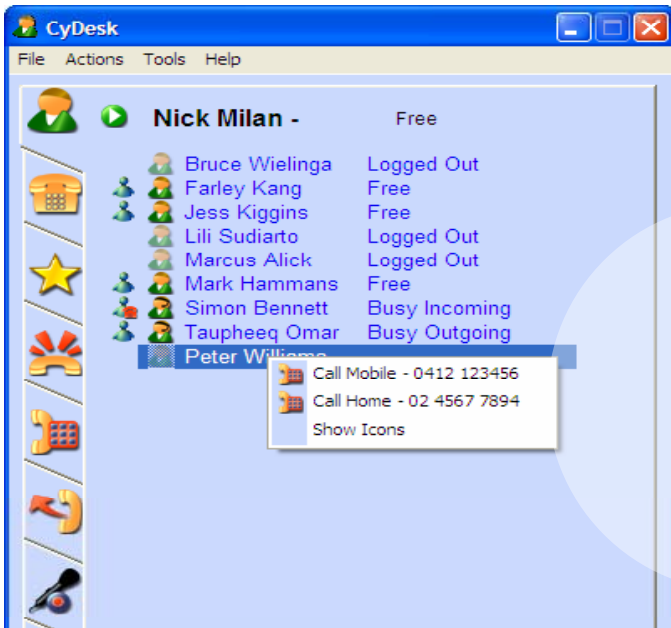 CyDesk
File Actions Tools Help
Nick Milan - Free
Bruce Wielinga Logged Out
Farley Kang Free
Jess Kiggins Free
Lili Sudiarto Logged Out
Marcus Alick Logged Out
Mark Hammans Free
Simon Bennett Busy Incoming
Taupheeq Omar Busy Outgoing
Peter Williams
Call Mobile - 0412 123456
Call Home - 02 4567 7894
Show Icons